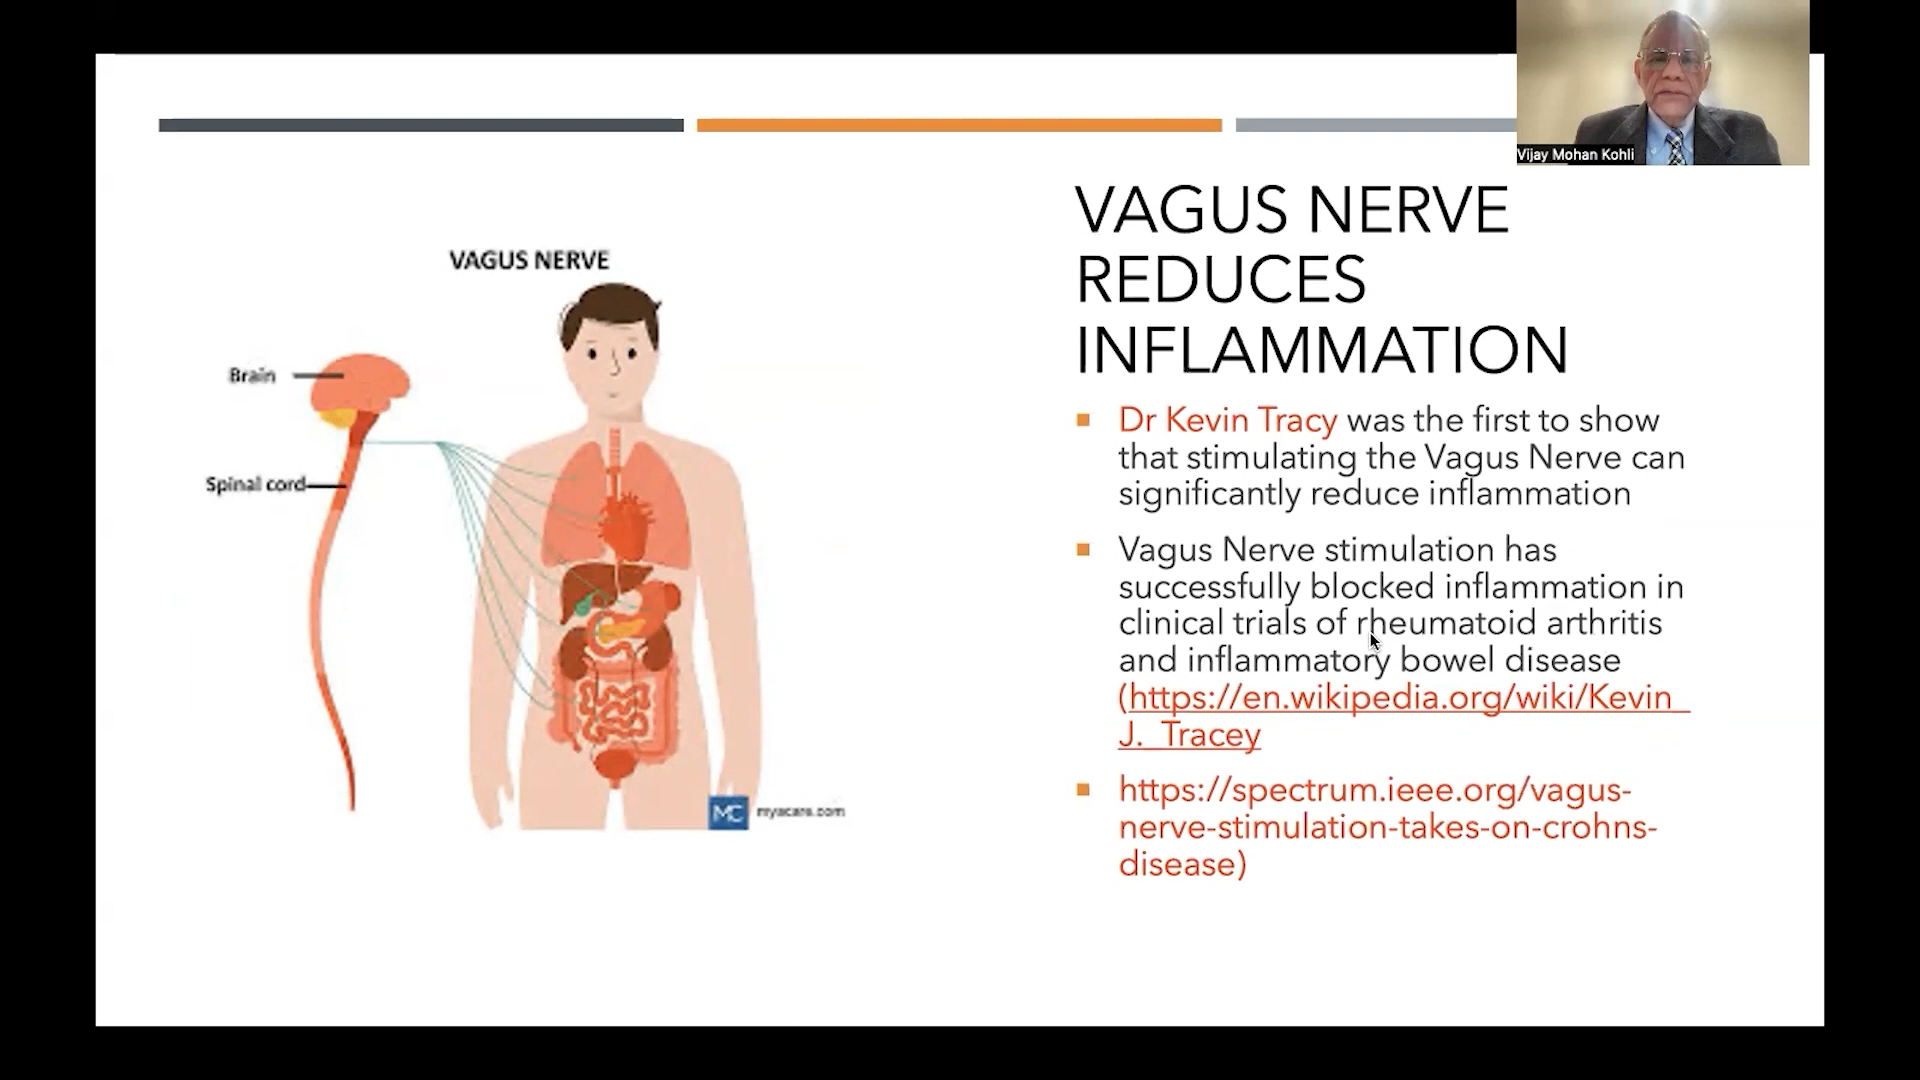 Vijay Mohan Kohli
VAGUS NERVE
REDUCES
INFLAMMATION
VAGUS NERVE
Brain
Spinal cord
MC
myacare.com
Dr Kevin Tracy was the first to show
that stimulating the Vagus Nerve can
significantly reduce inflammation
Vagus Nerve stimulation has
successfully blocked inflammation in
clinical trials of rheumatoid arthritis
and inflammatory bowel disease
(https://en.wikipedia.org/wiki/Kevin_
J._Tracey
https://spectrum.ieee.org/vagus-
nerve-stimulation-takes-on-crohns-
disease)